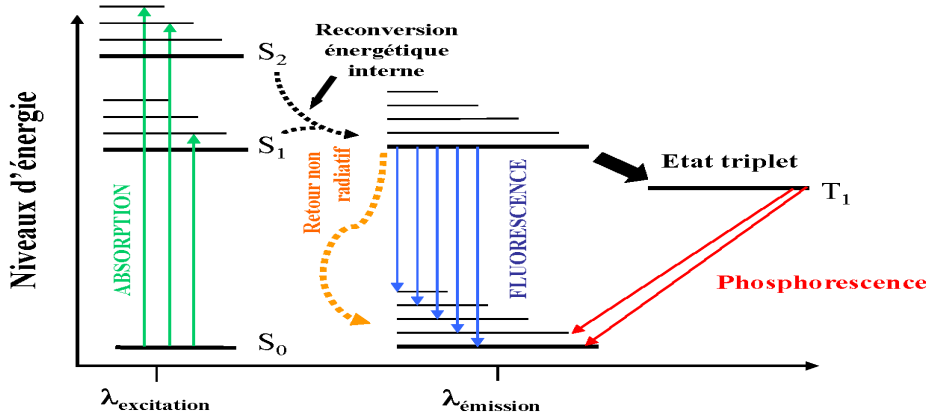 Niveaux d'énergie
S2
Reconversion
énergétique
interne
S1
ABSORPTION
Retour non
radiatif
FLUORESCENCE
Etat triplet
T1
Phosphorescence
S0
λexcitation
λémission